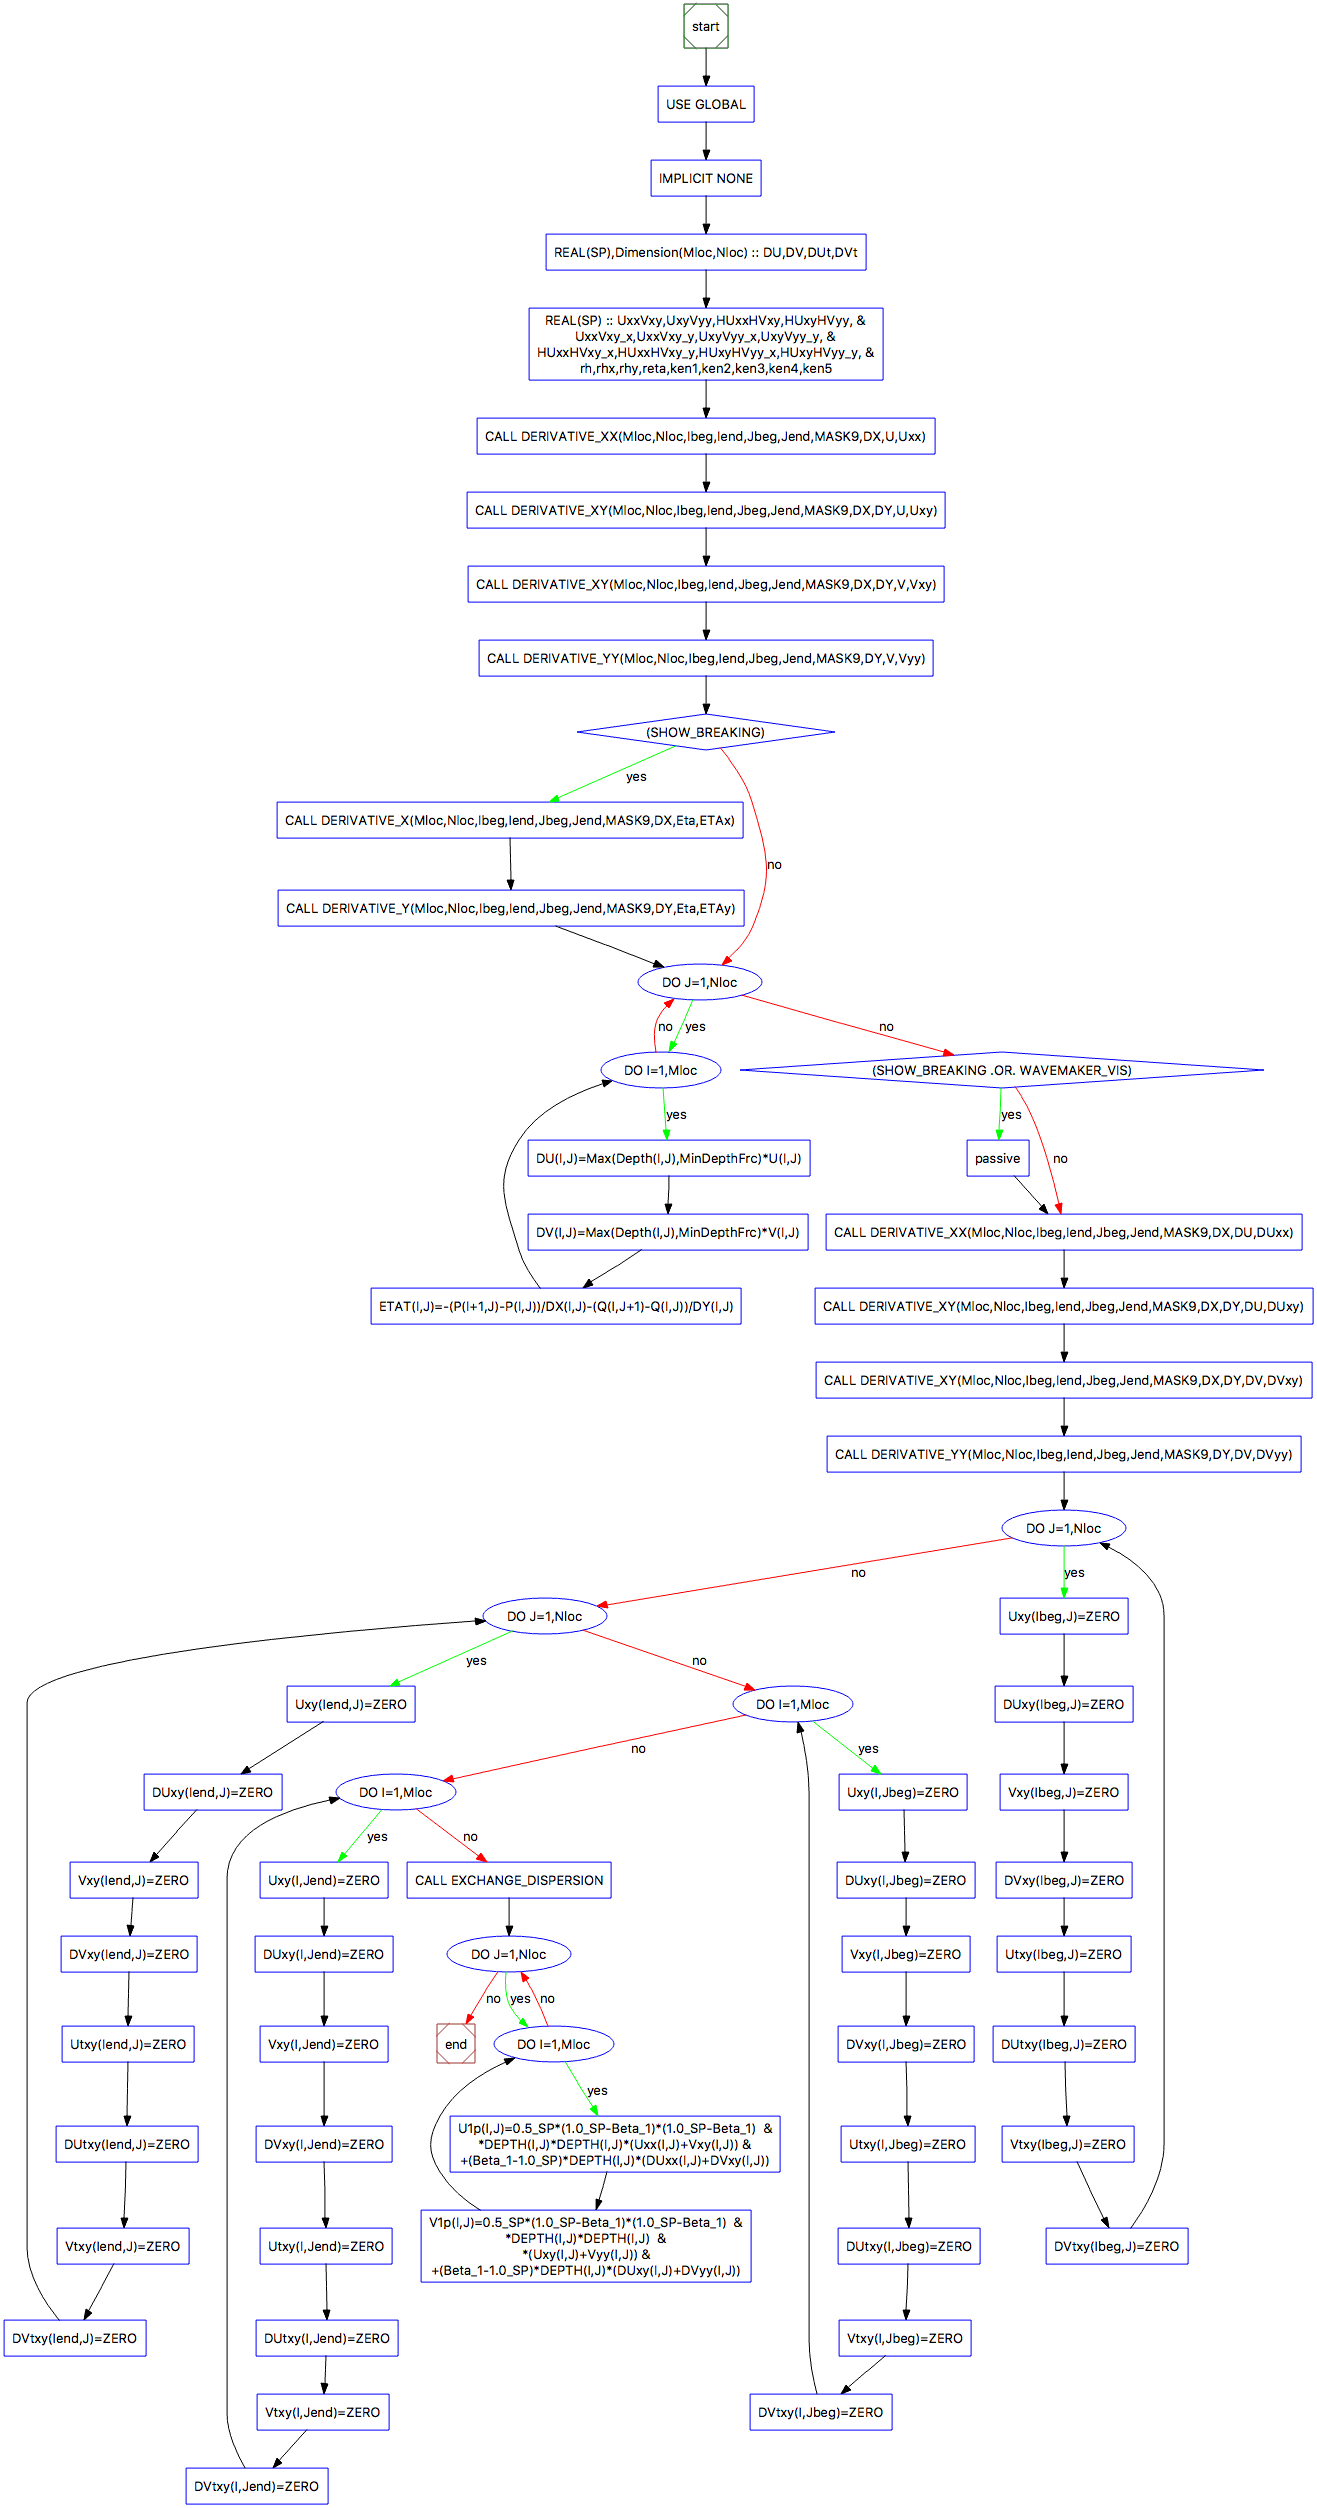 start
USE GLOBAL
IMPLICIT NONE
REAL(SP),Dimension(Mloc,Nloc) :: DU,DV,DUt,DVt
REAL(SP) :: UxxVxy,UxyVyy,HUxxHVxy,HUxyHVyy, &
UxxVxy_x,UxxVxy_y,UxyVyy_x,UxyVyy_y, &
HUxxHVxy_x,HUxxHVxy_y,HUxyHVyy_x,HUxyHVyy_y, &
rh,rhx,rhy,reta,ken1,ken2,ken3,ken4,ken5
CALL DERIVATIVE_XX(Mloc,Nloc,Ibeg,Iend,Jbeg,Jend,MASK9,DX,U,Uxx)
CALL DERIVATIVE_XY(Mloc,Nloc,Ibeg,Iend,Jbeg,Jend,MASK9,DX,DY,U,Uxy)
CALL DERIVATIVE_XY(Mloc,Nloc,Ibeg,Iend,Jbeg,Jend,MASK9,DX,DY,V,Vxy)
CALL DERIVATIVE_YY(Mloc,Nloc,Ibeg,Iend,Jbeg,Jend,MASK9,DY,V,Vyy)
(SHOW_BREAKING)
yes
CALL DERIVATIVE_X(Mloc,Nloc,Ibeg,Iend,Jbeg,Jend,MASK9,DX,Eta,ETAx)
no
CALL DERIVATIVE_Y(Mloc,Nloc,Ibeg,Iend,Jbeg,Jend,MASK9,DY,Eta,ETAy)
DO J=1,Nloc
no
yes
no
DO I=1,Mloc
(SHOW_BREAKING .OR. WAVEMAKER_VIS)
yes
yes
DU(I,J)=Max(Depth(I,J),MinDepthFrc)*U(I,J)
passive
no
DV(I,J)=Max(Depth(I,J),MinDepthFrc)*V(I,J)
CALL DERIVATIVE_XX(Mloc,Nloc,Ibeg,Iend,Jbeg,Jend,MASK9,DX,DU,DUxx)
ETAT(I,J)=-(P(I+1,J)-P(I,J))/DX(I,J)-(Q(I,J+1)-Q(I,J))/DY(I,J)
CALL DERIVATIVE_XY(Mloc,Nloc,Ibeg,Iend,Jbeg,Jend,MASK9,DX,DY,DU,DUxy)
CALL DERIVATIVE_XY(Mloc,Nloc,Ibeg,Iend,Jbeg,Jend,MASK9,DX,DY,DV,DVxy)
CALL DERIVATIVE_YY(Mloc,Nloc,Ibeg,Iend,Jbeg,Jend,MASK9,DY,DV,DVyy)
DO J=1,Nloc
no
yes
DO J=1,Nloc
Uxy(Ibeg,J)=ZERO
yes
no
Uxy(Iend,J)=ZERO
DO I=1,Mloc
DUxy(Ibeg,J)=ZERO
no
yes
DUxy(Iend,J)=ZERO
DO I=1,Mloc
Uxy(I,Jbeg)=ZERO
Vxy(Ibeg,J)=ZERO
yes
no
Vxy(Iend,J)=ZERO
Uxy(I,Jend)=ZERO
CALL EXCHANGE_DISPERSION
DUxy(I,Jbeg)=ZERO
DVxy(Ibeg,J)=ZERO
DVxy(Iend,J)=ZERO
DUxy(I,Jend)=ZERO
DO J=1,Nloc
Vxy(I,Jbeg)=ZERO
Utxy(Ibeg,J)=ZERO
no
yes
no
Utxy(Iend,J)=ZERO
Vxy(I,Jend)=ZERO
end
DO I=1,Mloc
DVxy(I,Jbeg)=ZERO
DUtxy(Ibeg,J)=ZERO
yes
DUtxy(Iend,J)=ZERO
DVxy(I,Jend)=ZERO
U1p(I,J)=0.5_SP*(1.0_SP-Beta_1)*(1.0_SP-Beta_1) &
*DEPTH(I,J)*DEPTH(I,J)*(Uxx(I,J)+Vxy(I,J)) &
+(Beta_1-1.0_SP)*DEPTH(I,J)*(DUxx(I,J)+DVxy(I,J))
Utxy(I,Jbeg)=ZERO
Vtxy(Ibeg,J)=ZERO
Vtxy(Iend,J)=ZERO
Utxy(I,Jend)=ZERO
V1p(I,J)=0.5_SP*(1.0_SP-Beta_1)*(1.0_SP-Beta_1) &
*DEPTH(I,J)*DEPTH(I,J) &
*(Uxy(I,J)+Vyy(I,J)) &
+(Beta_1-1.0_SP)*DEPTH(I,J)*(DUxy(I,J)+DVyy(I,J))
DUtxy(I,Jbeg)=ZERO
DVtxy(Ibeg,J)=ZERO
DVtxy(Iend,J)=ZERO
DUtxy(I,Jend)=ZERO
Vtxy(I,Jbeg)=ZERO
Vtxy(I,Jend)=ZERO
DVtxy(I,Jbeg)=ZERO
DVtxy(I,Jend)=ZERO